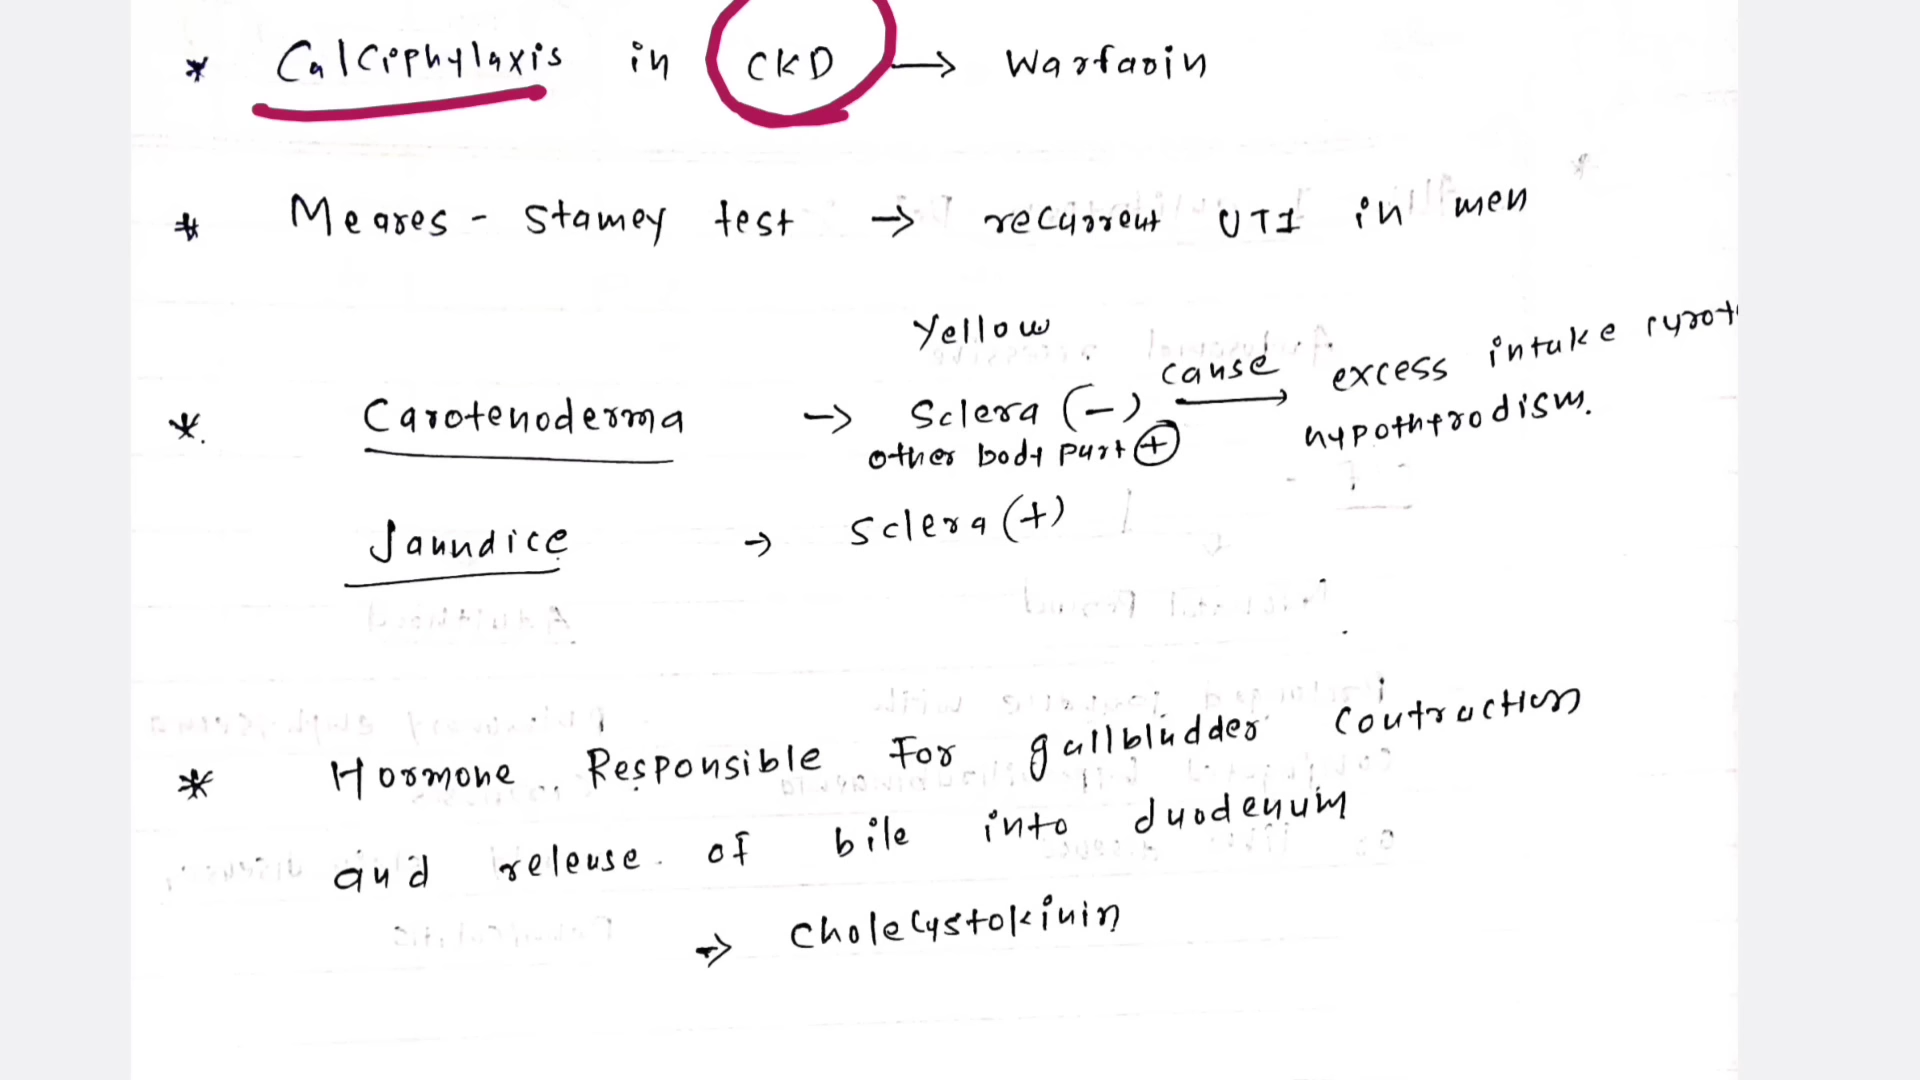 * Calciphylaxis in CKD → Warfarin
* Meares - Stamey test → recurrent UTI in men
Yellow
* Carotenoderma → Sclera (-) cause → excess intake
other body part (+) hypothyrodism.
Jaundice → Sclera (+)
* Hormone Responsible For gallbladder contraction
and release of bile into duodenum
→ Cholecystokinin